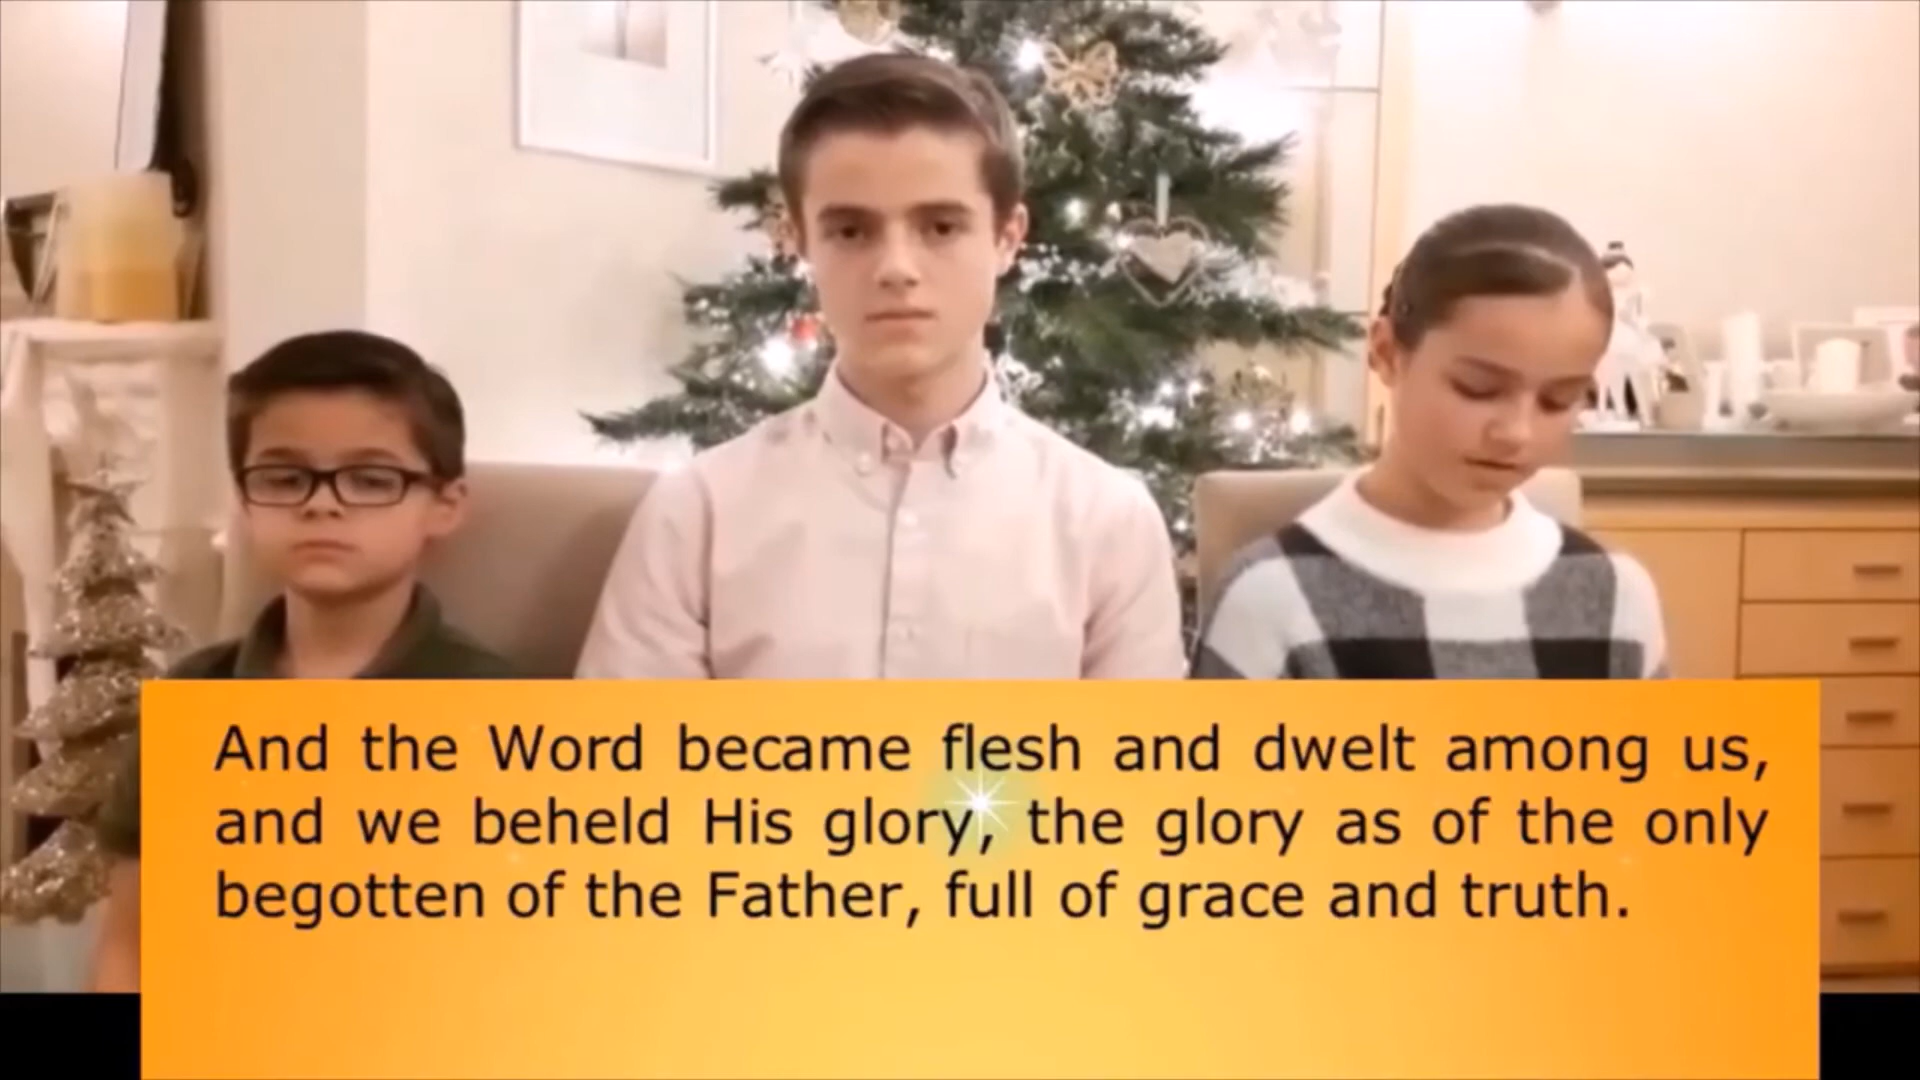 And the Word became flesh and dwelt among us,
and we beheld His glory, the glory as of the only
begotten of the Father, full of grace and truth.